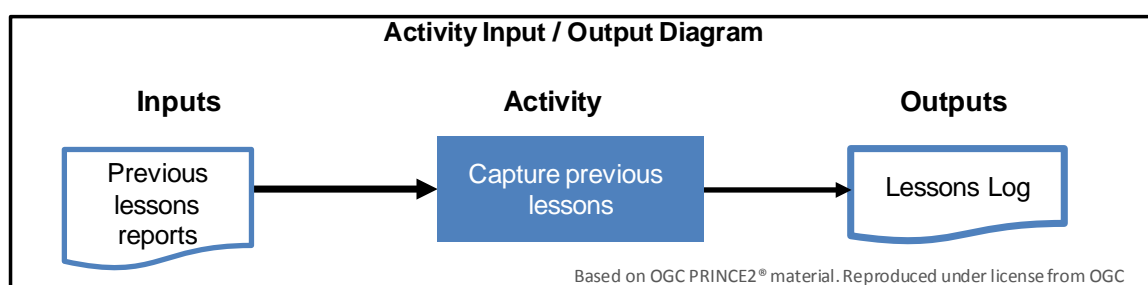 Activity Input / Output Diagram
Inputs
Activity
Outputs
Previous
lessons
reports
Capture previous
lessons
Lessons Log
Based on OGC PRINCE2® material. Reproduced under license from OGC